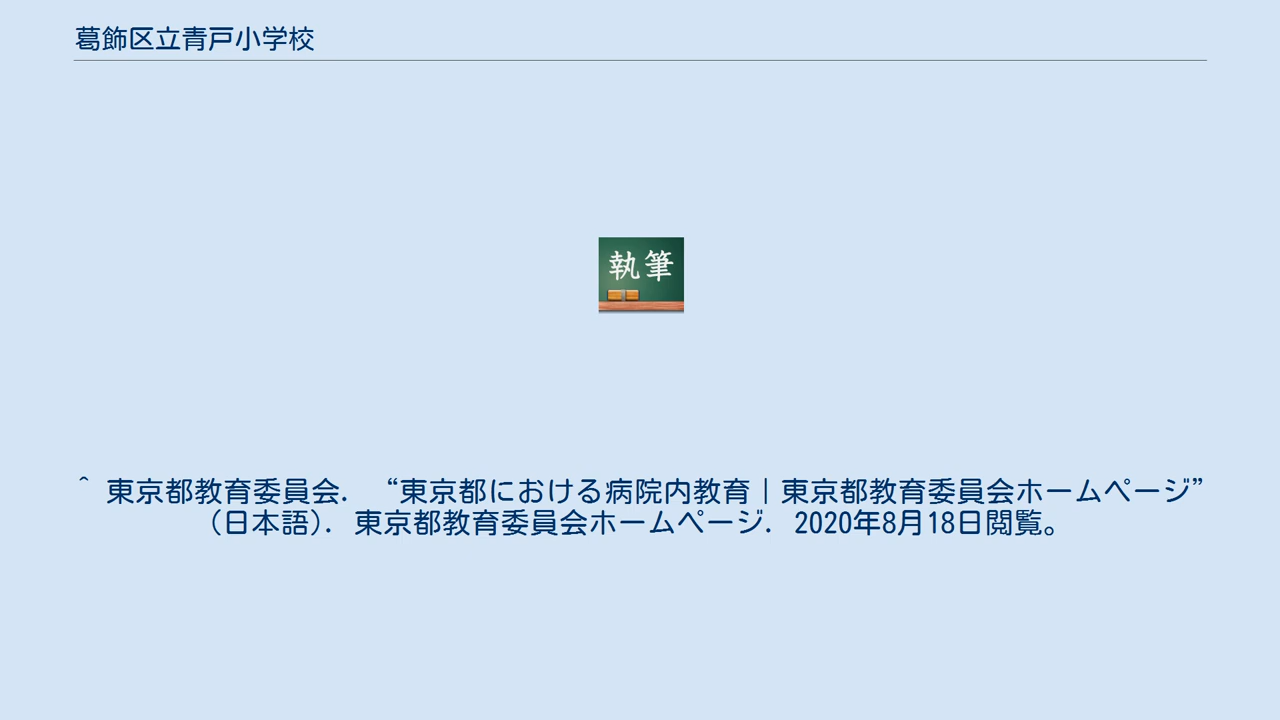 葛飾区立青戸小学校
執筆
^ 東京都教育委員会. “東京都における病院内教育｜東京都教育委員会ホームページ”
(日本語). 東京都教育委員会ホームページ. 2020年8月18日閲覧。